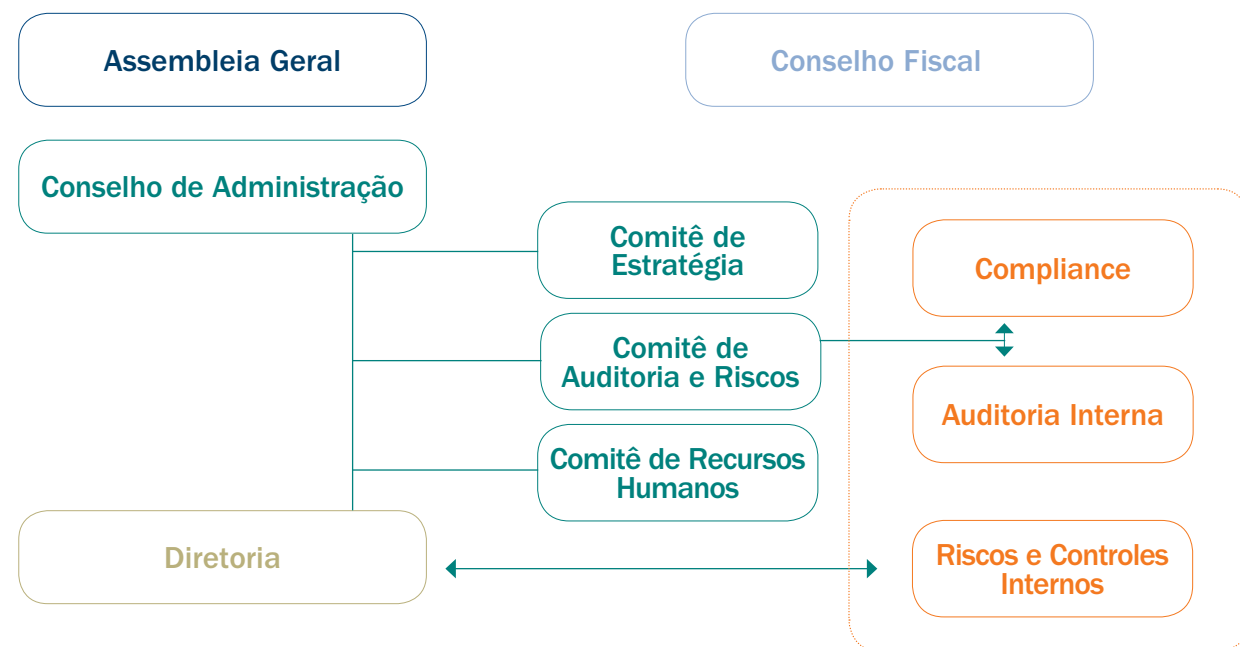 Assembleia Geral
Conselho Fiscal
Conselho de Administração
Comitê de
Estratégia
Compliance
Comitê de
Auditoria e Riscos
Auditoria Interna
Comitê de Recursos
Humanos
Diretoria
Riscos e Controles
Internos